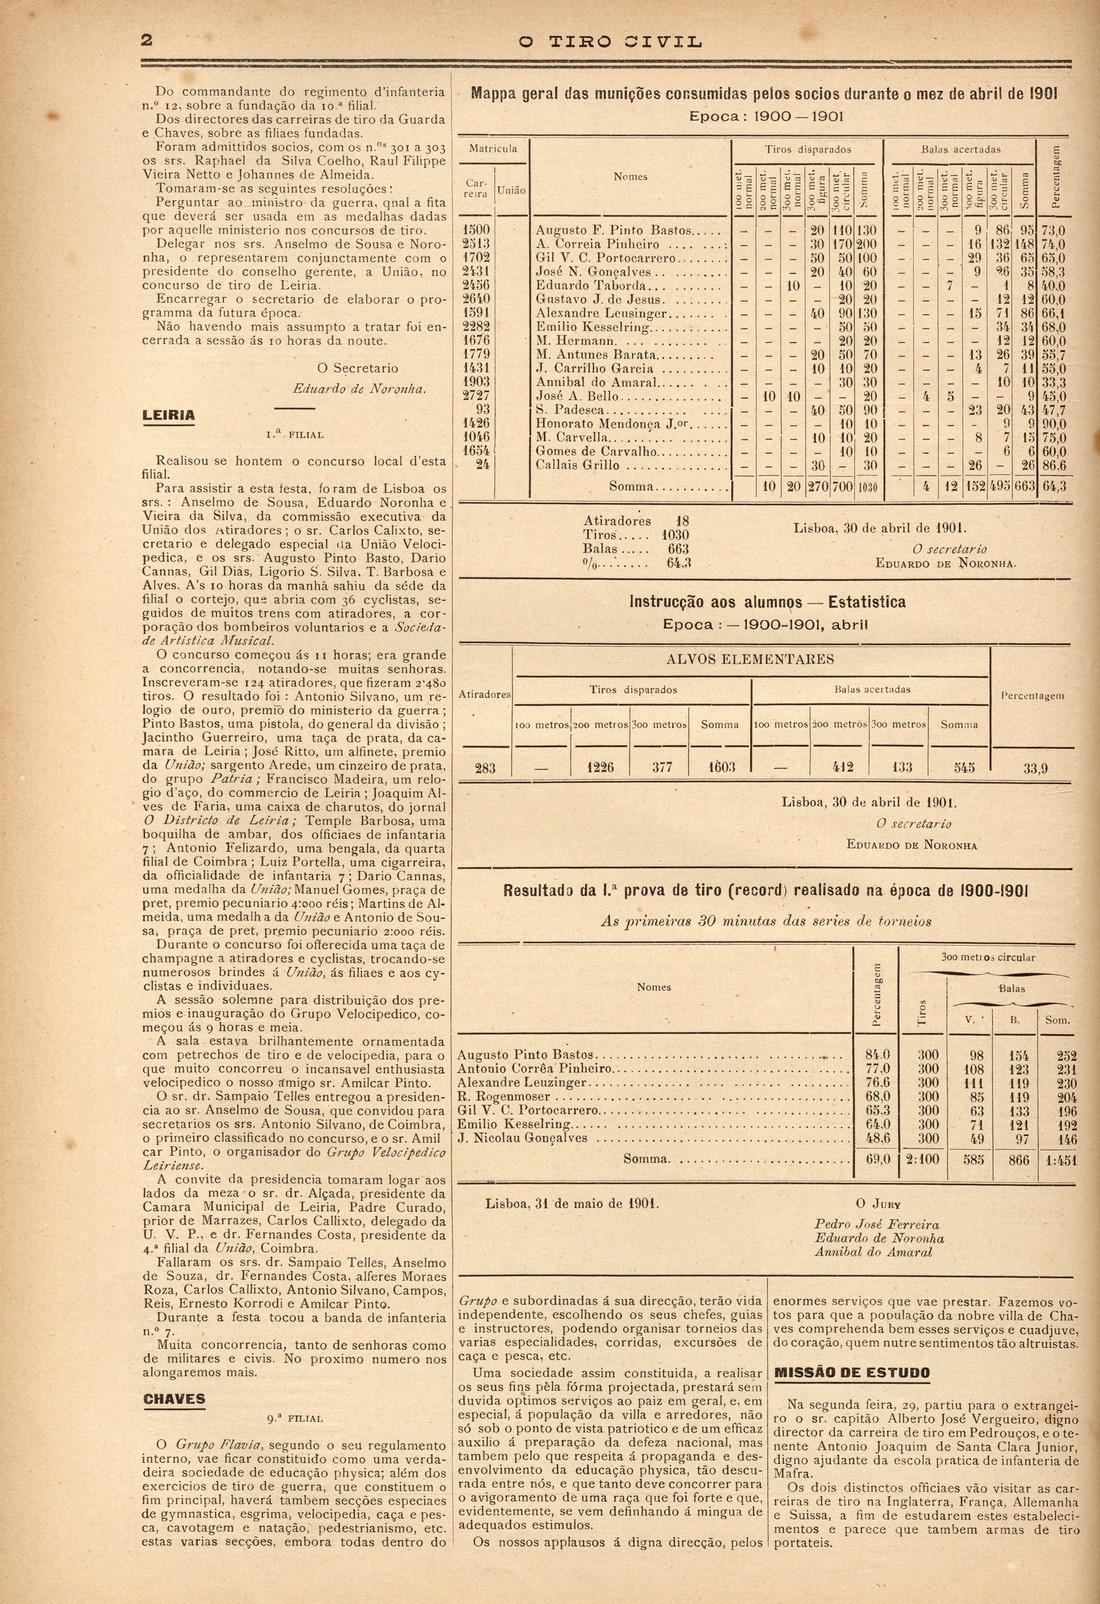 2
O TIRO CIVIL
Do commandante do regimento d'infanteria
n.º 12, sobre a fundação da 10.ª filial.
Dos directores das carreiras de tiro da Guarda
e Chaves, sobre as filiaes fundadas.
Foram admittidos socios, com os n.ºˢ 301 a 303
os srs. Raphael da Silva Coelho, Raul Filippe
Vieira Netto e Johannes de Almeida.
Tomaram-se as seguintes resoluções:
Perguntar ao ministro da guerra, qnal a fita
que deverá ser usada em as medalhas dadas
por aquelle ministerio nos concursos de tiro.
Delegar nos srs. Anselmo de Sousa e Noro-
nha, o representarem conjunctamente com o
presidente do conselho gerente, a União, no
concurso de tiro de Leiria.
Encarregar o secretario de elaborar o pro-
gramma da futura época.
Não havendo mais assumpto a tratar foi en-
cerrada a sessão ás 10 horas da noute.
O Secretario
Eduardo de Noronha.
LEIRIA
1.ª FILIAL
Realisou se hontem o concurso local d'esta
filial.
Para assistir a esta festa, foram de Lisboa os
srs.: Anselmo de Sousa, Eduardo Noronha e
Vieira da Silva, da commissão executiva da
União dos Atiradores; o sr. Carlos Calixto, se-
cretario e delegado especial da União Veloci-
pedica, e os srs. Augusto Pinto Basto, Dario
Cannas, Gil Dias, Ligorio S. Silva, T. Barbosa e
Alves. A's 10 horas da manhã sahiu da séde da
filial o cortejo, que abria com 36 cyclistas, se-
guidos de muitos trens com atiradores, a cor-
poração dos bombeiros voluntarios e a Socieda-
de Artistica Musical.
O concurso começou ás 11 horas; era grande
a concorrencia, notando-se muitas senhoras.
Inscreveram-se 124 atiradores, que fizeram 2·480
tiros. O resultado foi: Antonio Silvano, um re-
logio de ouro, premio do ministerio da guerra;
Pinto Bastos, uma pistola, do general da divisão;
Jacintho Guerreiro, uma taça de prata, da ca-
mara de Leiria; José Ritto, um alfinete, premio
da União; sargento Arede, um cinzeiro de prata,
do grupo Patria; Francisco Madeira, um relo-
gio d'aço, do commercio de Leiria; Joaquim Al-
ves de Faria, uma caixa de charutos, do jornal
O Districto de Leiria; Temple Barbosa, uma
boquilha de ambar, dos officiaes de infantaria
7; Antonio Felizardo, uma bengala, da quarta
filial de Coimbra; Luiz Portella, uma cigarreira,
da officialidade de infantaria 7; Dario Cannas,
uma medalha da União; Manuel Gomes, praça de
pret, premio pecuniario 4:000 réis; Martins de Al-
meida, uma medalha da União e Antonio de Sou-
sa, praça de pret, premio pecuniario 2:000 réis.
Durante o concurso foi offerecida uma taça de
champagne a atiradores e cyclistas, trocando-se
numerosos brindes á União, ás filiaes e aos cy-
clistas e individuaes.
A sessão solemne para distribuição dos pre-
mios e inauguração do Grupo Velocipedico, co-
meçou ás 9 horas e meia.
A sala estava brilhantemente ornamentada
com petrechos de tiro e de velocipedia, para o
que muito concorreu o incansavel enthusiasta
velocipedico o nosso amigo sr. Amilcar Pinto.
O sr. dr. Sampaio Telles entregou a presiden-
cia ao sr. Anselmo de Sousa, que convidou para
secretarios os srs. Antonio Silvano, de Coimbra,
o primeiro classificado no concurso, e o sr. Amil
car Pinto, o organisador do Grupo Velocipedico
Leiriense.
A convite da presidencia tomaram logar aos
lados da meza o sr. dr. Alçada, presidente da
Camara Municipal de Leiria, Padre Curado,
prior de Marrazes, Carlos Callixto, delegado da
U. V. P., e dr. Fernandes Costa, presidente da
4.ª filial da União, Coimbra.
Fallaram os srs. dr. Sampaio Telles, Anselmo
de Souza, dr. Fernandes Costa, alferes Moraes
Roza, Carlos Callixto, Antonio Silvano, Campos,
Reis, Ernesto Korrodi e Amilcar Pinto.
Durante a festa tocou a banda de infanteria
n.º 7.
Muita concorrencia, tanto de senhoras como
de militares e civis. No proximo numero nos
alongaremos mais.
CHAVES
9.ª FILIAL
O Grupo Flavia, segundo o seu regulamento
interno, vae ficar constituido como uma verda-
deira sociedade de educação physica; além dos
exercicios de tiro de guerra, que constituem o
fim principal, haverá tambem secções especiaes
de gymnastica, esgrima, velocipedia, caça e pes-
ca, cavotagem e natação, pedestrianismo, etc.
estas varias secções, embora todas dentro do
Mappa geral das munições consumidas pelos socios durante o mez de abril de 1901
Epoca: 1900—1901
Matricula Nomes Tiros disparados Balas acertadas Percentagem
Carreira União 100 met. normal 200 met. normal 300 met. normal 300 met. figura 300 met. circular Somma 100 met. normal 200 met. normal 300 met. normal 300 met. figura 300 met. circular Somma
1500 Augusto F. Pinto Bastos..... – – – 20 110 130 – – – 9 86 95 73,0
2513 A. Correia Pinheiro ..... – – – 30 170 200 – – – 16 132 148 74,0
1702 Gil V. C. Portocarrero..... – – – 50 50 100 – – – 29 36 65 65,0
2431 José N. Gonçalves..... – – – 20 40 60 – – – 9 26 35 58,3
2456 Eduardo Taborda..... – – 10 – 10 20 – – 7 – 1 8 40.0
2640 Gustavo J. de Jesus..... – – – – 20 20 – – – – 12 12 60,0
1591 Alexandre Leusinger..... – – – 40 90 130 – – – 15 71 86 66,1
2282 Emilio Kesselring..... – – – – 50 50 – – – – 34 34 68,0
1676 M. Hermann..... – – – – 20 20 – – – – 12 12 60,0
1779 M. Antunes Barata..... – – – 20 50 70 – – – 13 26 39 55,7
1431 J. Carrilho Garcia ..... – – – 10 10 20 – – – 4 7 11 55,0
1903 Annibal do Amaral..... – – – – 30 30 – – – – 10 10 33,3
2727 José A. Bello..... – 10 10 – – 20 – 4 5 – – 9 45,0
93 S. Padesca..... – – – 40 50 90 – – – 23 20 43 47,7
1426 Honorato Mendonça J.ºr..... – – – – 10 10 – – – – 9 9 90,0
1046 M. Carvella..... – – – 10 10 20 – – – 8 7 15 75,0
1654 Gomes de Carvalho..... – – – – 10 10 – – – – 6 6 60,0
24 Callais Grillo ..... – – – 30 – 30 – – – 26 – 26 86.6
Somma..... 10 20 270 700 1030 4 12 152 495 663 64,3
Atiradores 18
Tiros..... 1030
Balas ..... 663
%..... 64,3
Lisboa, 30 de abril de 1901.
O secretario
EDUARDO DE NORONHA.
Instrucção aos alumnos — Estatistica
Epoca: — 1900-1901, abril
ALVOS ELEMENTARES
Atiradores Tiros disparados Balas acertadas Percentagem
100 metros 200 metros 300 metros Somma 100 metros 200 metros 300 metros Somma
283 — 1226 377 1603 — 412 133 545 33,9
Lisboa, 30 de abril de 1901.
O secretario
EDUARDO DE NORONHA
Resultado da 1.ª prova de tiro (record) realisado na época de 1900-1901
As primeiras 30 minutas das series de torneios
Nomes Percentagem 300 metros circular
Tiros Balas
V. B. Som.
Augusto Pinto Bastos..... 84.0 300 98 154 252
Antonio Corrêa Pinheiro..... 77,0 300 108 123 231
Alexandre Leuzinger..... 76.6 300 111 119 230
R. Rogenmoser ..... 68,0 300 85 119 204
Gil V. C. Portocarrero..... 65.3 300 63 133 196
Emilio Kesselring..... 64.0 300 71 121 192
J. Nicolau Gonçalves ..... 48,6 300 49 97 146
Somma..... 69,0 2:100 585 866 1:451
Lisboa, 31 de maio de 1901.
O JURY
Pedro José Ferreira
Eduardo de Noronha
Annibal do Amaral
Grupo e subordinadas á sua direcção, terão vida
independente, escolhendo os seus chefes, guias
e instructores, podendo organisar torneios das
varias especialidades, corridas, excursões de
caça e pesca, etc.
Uma sociedade assim constituida, a realisar
os seus fins pèla fórma projectada, prestará sem
duvida optimos serviços ao paiz em geral, e, em
especial, á população da villa e arredores, não
só sob o ponto de vista patriotico e de um efficaz
auxilio á preparação da defeza nacional, mas
tambem pelo que respeita á propaganda e des-
envolvimento da educação physica, tão descu-
rada entre nós, e que tanto deve concorrer para
o avigoramento de uma raça que foi forte e que,
evidentemente, se vem definhando á mingua de
adequados estimulos.
Os nossos applausos á digna direcção, pelos
enormes serviços que vae prestar. Fazemos vo-
tos para que a população da nobre villa de Cha-
ves comprehenda bem esses serviços e cuadjuve,
do coração, quem nutre sentimentos tão altruistas.
MISSÃO DE ESTUDO
Na segunda feira, 29, partiu para o extrangei-
ro o sr. capitão Alberto José Vergueiro, digno
director da carreira de tiro em Pedrouços, e o te-
nente Antonio Joaquim de Santa Clara Junior,
digno ajudante da escola pratica de infanteria de
Mafra.
Os dois distinctos officiaes vão visitar as car-
reiras de tiro na Inglaterra, França, Allemanha
e Suissa, a fim de estudarem estes estabeleci-
mentos e parece que tambem armas de tiro
portateis.